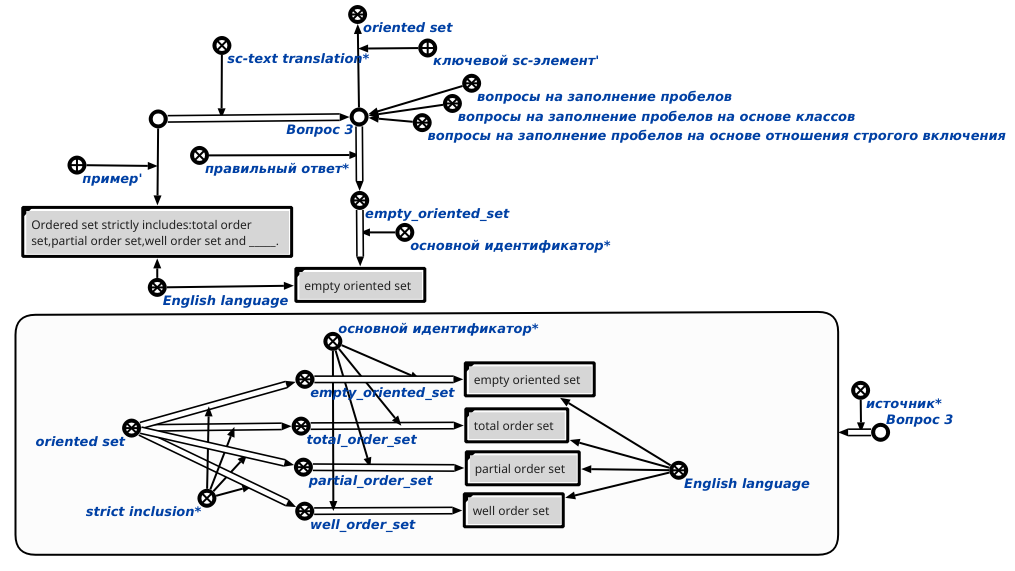 oriented set
sc-text translation*
ключевой sc-элемент'
вопросы на заполнение пробелов
вопросы на заполнение пробелов на основе классов
Вопрос 3
вопросы на заполнение пробелов на основе отношения строгого включения
правильный ответ*
пример'
empty_oriented_set
Ordered set strictly includes:total order
set,partial order set,well order set and _____.
основной идентификатор*
empty oriented set
English language
основной идентификатор*
empty oriented set
empty_oriented_set
источник*
Вопрос 3
total order set
oriented set
total_order_set
partial order set
partial_order_set
English language
strict inclusion*
well order set
well_order_set